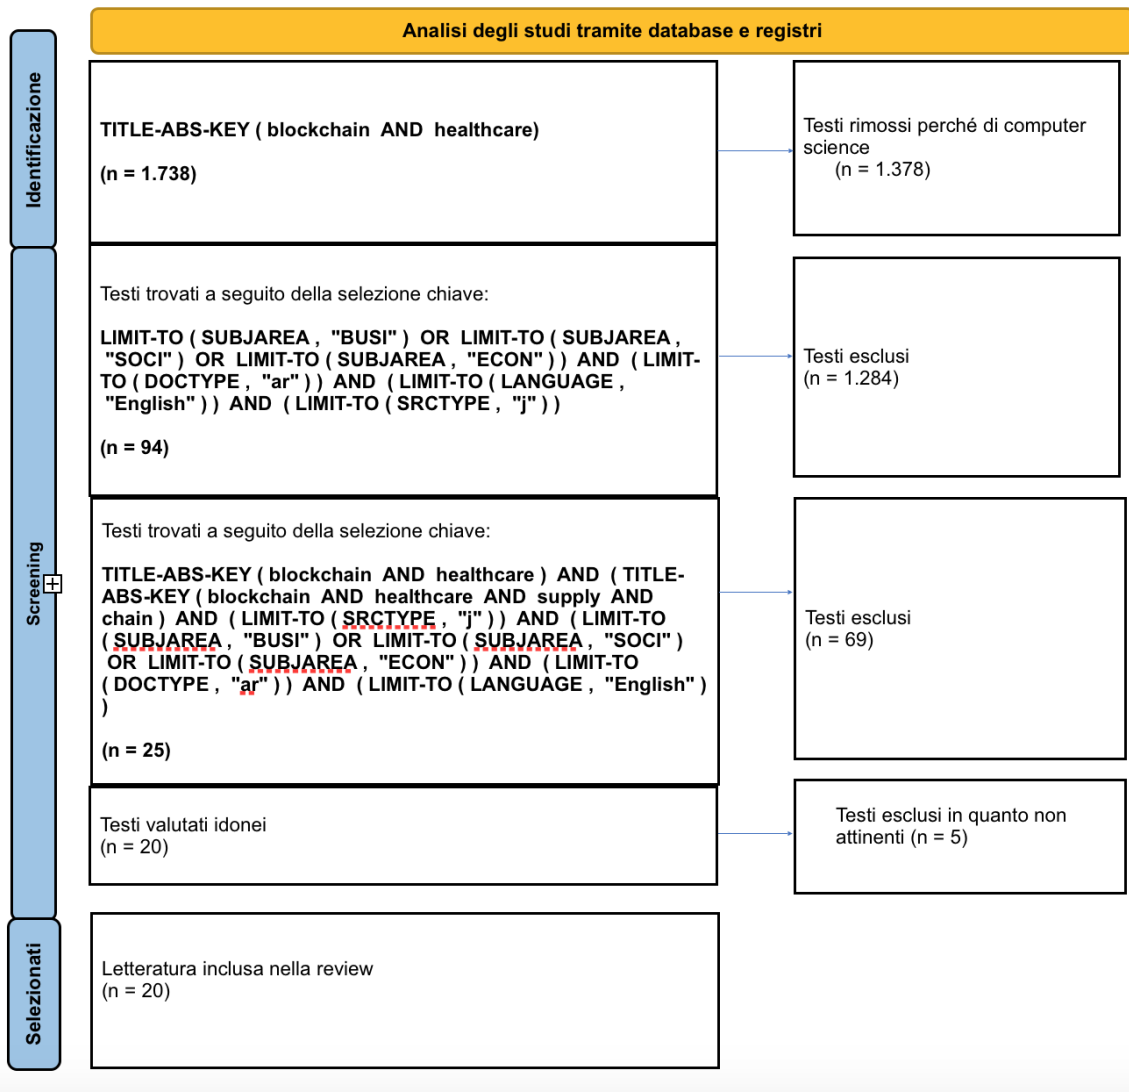 Analisi degli studi tramite database e registri
Identificazione
TITLE-ABS-KEY ( blockchain AND healthcare)
(n = 1.738)
Testi rimossi perché di computer
science
(n = 1.378)
Screening
Testi trovati a seguito della selezione chiave:
LIMIT-TO ( SUBJAREA , "BUSI" ) OR LIMIT-TO ( SUBJAREA ,
"SOCI" ) OR LIMIT-TO ( SUBJAREA , "ECON" ) ) AND ( LIMIT-
TO ( DOCTYPE , "ar" ) ) AND ( LIMIT-TO ( LANGUAGE ,
"English" ) ) AND ( LIMIT-TO ( SRCTYPE , "j" ) )
(n = 94)
Testi esclusi
(n = 1.284)
Testi trovati a seguito della selezione chiave:
TITLE-ABS-KEY ( blockchain AND healthcare ) AND ( TITLE-
ABS-KEY ( blockchain AND healthcare AND supply AND
chain ) AND ( LIMIT-TO ( SRCTYPE , "j" ) ) AND ( LIMIT-TO
( SUBJAREA , "BUSI" ) OR LIMIT-TO ( SUBJAREA , "SOCI" )
OR LIMIT-TO ( SUBJAREA , "ECON" ) ) AND ( LIMIT-TO
( DOCTYPE , "ar" ) ) AND ( LIMIT-TO ( LANGUAGE , "English" )
)
(n = 25)
Testi esclusi
(n = 69)
Testi valutati idonei
(n = 20)
Testi esclusi in quanto non
attinenti (n = 5)
Selezionati
Letteratura inclusa nella review
(n = 20)